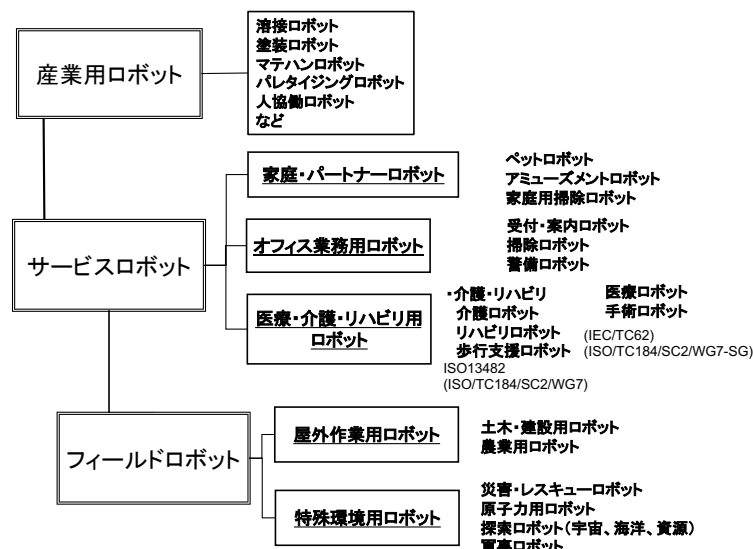 産業用ロボット
溶接ロボット
塗装ロボット
マテハンロボット
パレタイジングロボット
人協働ロボット
など
サービスロボット
家庭・パートナーロボット
ペットロボット
アミューズメントロボット
家庭用掃除ロボット
オフィス業務用ロボット
受付・案内ロボット
掃除ロボット
警備ロボット
医療・介護・リハビリ用
ロボット
・介護・リハビリ
介護ロボット
リハビリロボット
歩行支援ロボット
ISO13482
(ISO/TC184/SC2/WG7)
医療ロボット
手術ロボット
(IEC/TC62)
(ISO/TC184/SC2/WG7-SG)
フィールドロボット
屋外作業用ロボット
土木・建設用ロボット
農業用ロボット
特殊環境用ロボット
災害・レスキューロボット
原子力用ロボット
探索ロボット(宇宙、海洋、資源)
軍事ロボット